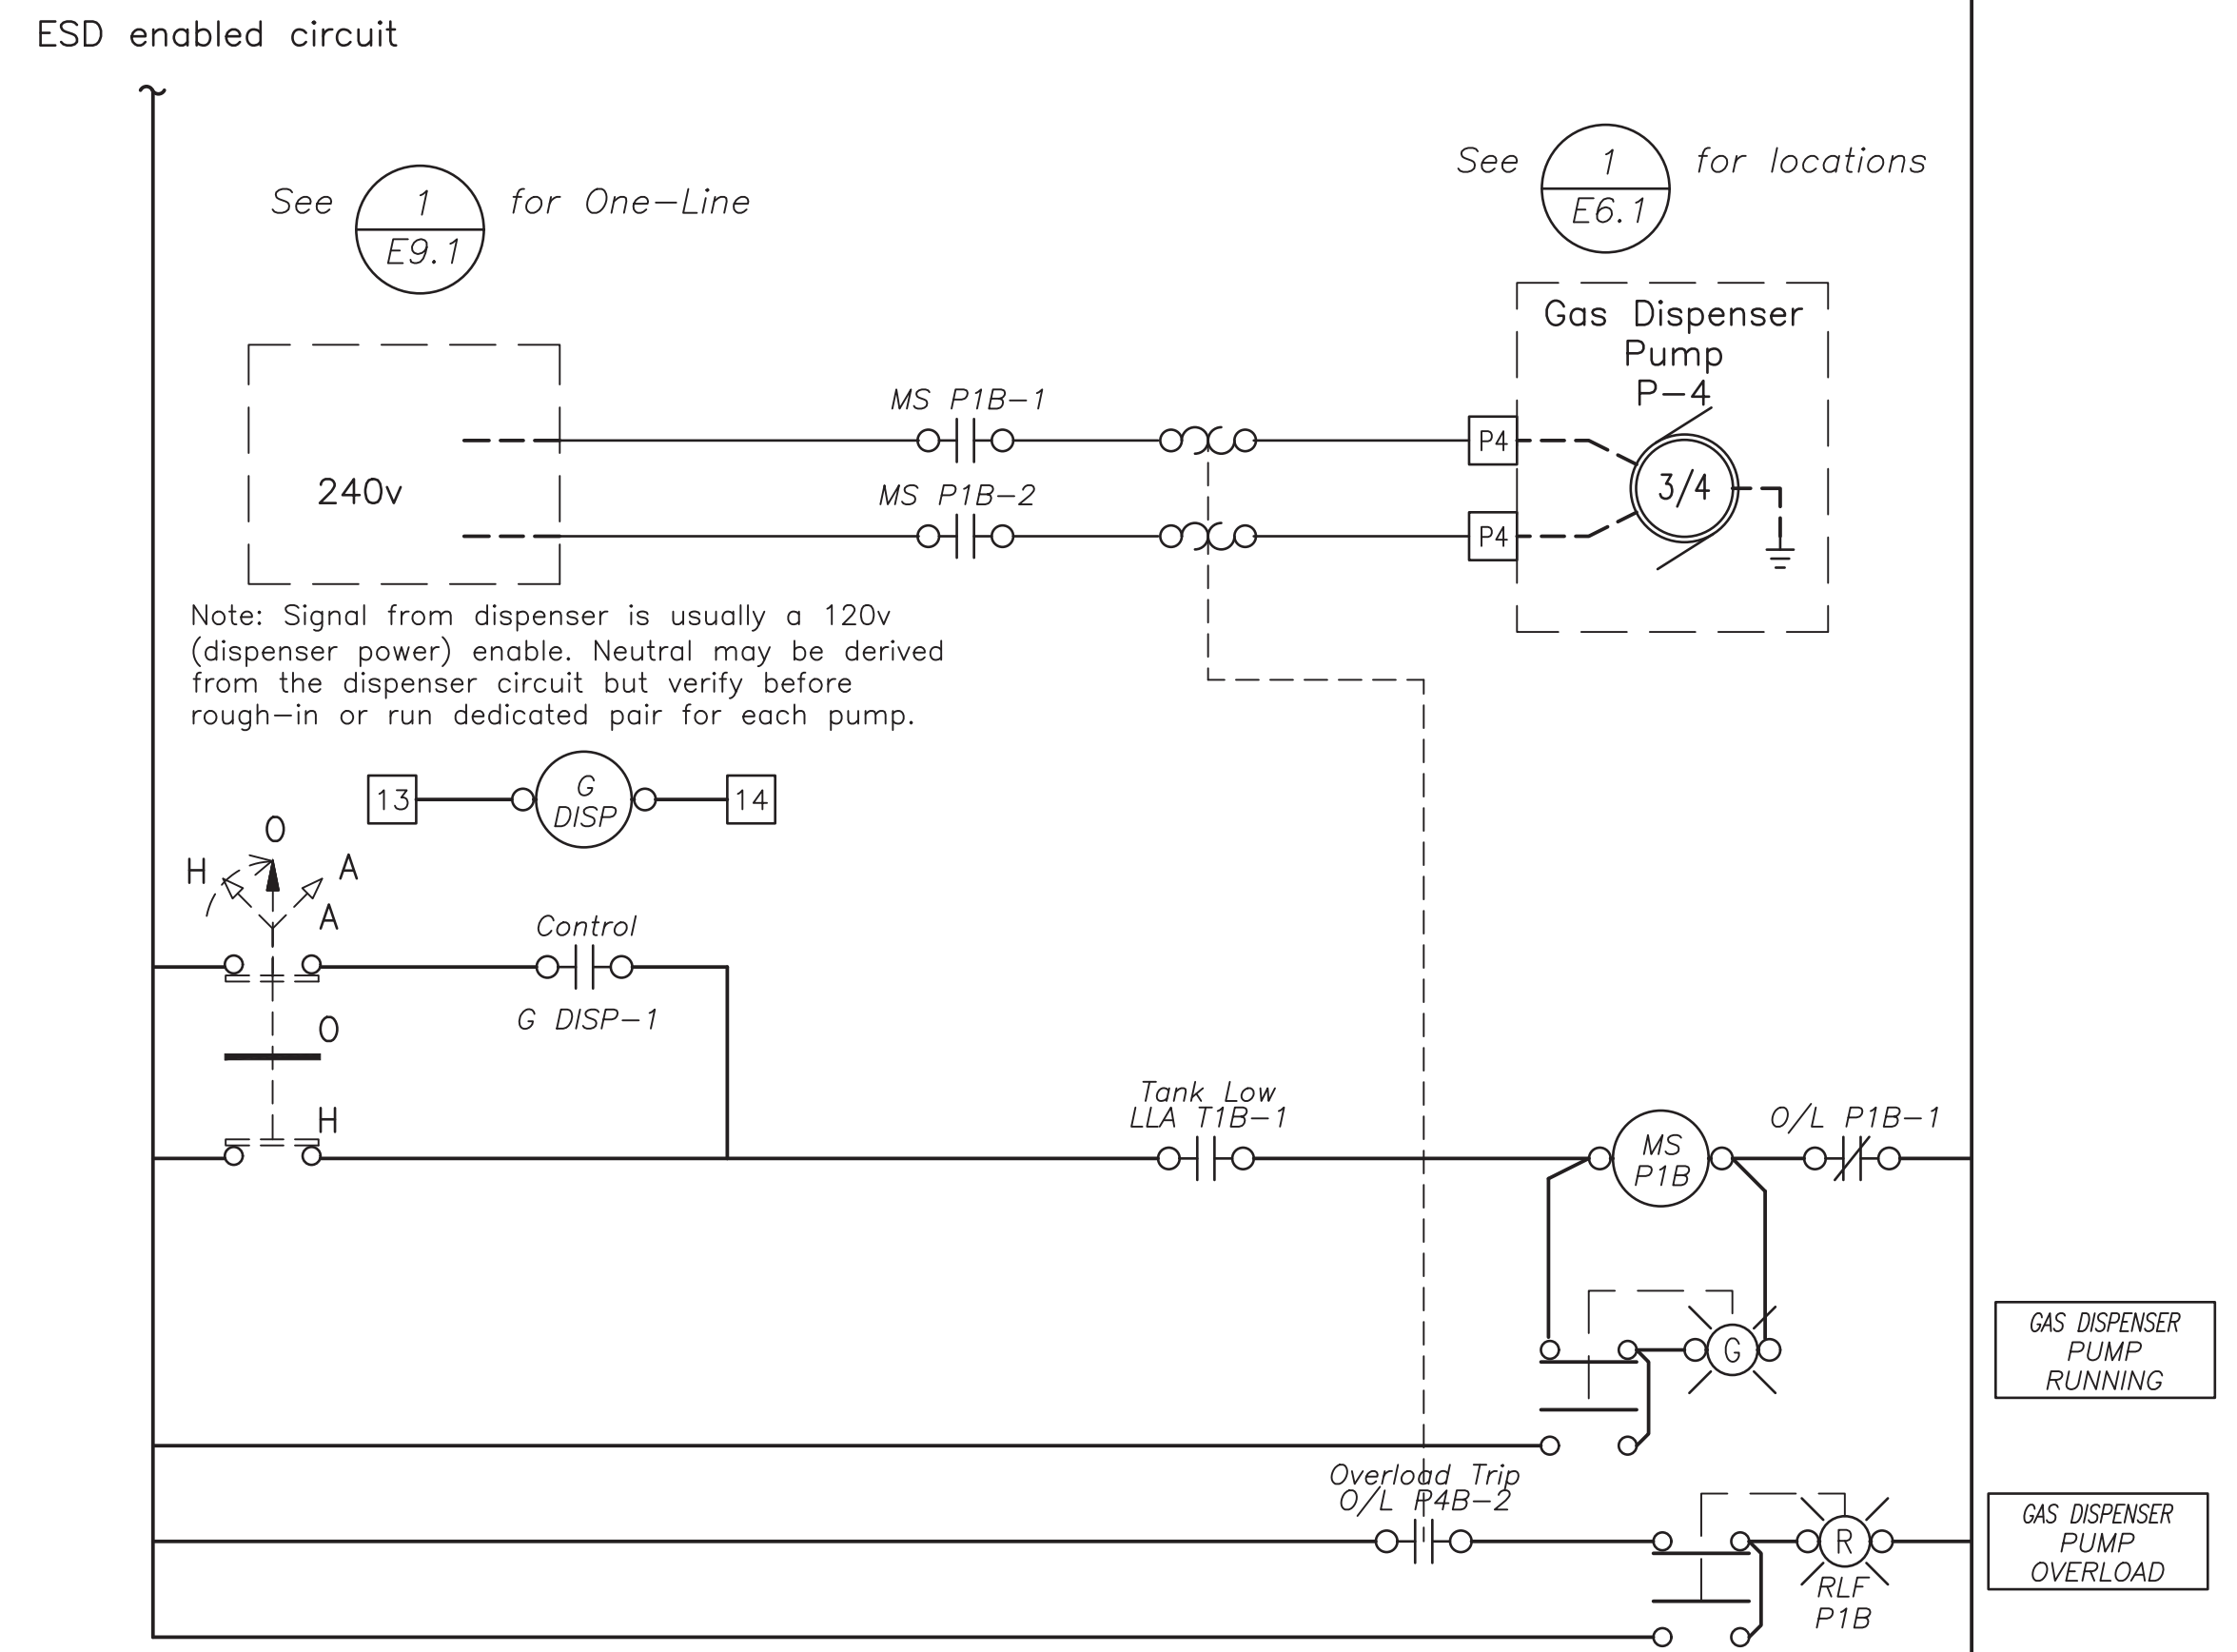 ESD enabled circuit
See 1 for One-Line
E9.1
See 1 for locations
E6.1
Gas Dispenser
Pump
P-4
MS P1B-1
P4
3/4
240v
MS P1B-2
P4
Note: Signal from dispenser is usually a 120v
(dispenser power) enable. Neutral may be derived
from the dispenser circuit but verify before
rough-in or run dedicated pair for each pump.
13
G
DISP
14
O
H
A
A
Control
G DISP-1
O
H
Tank Low
LLA T1B-1
MS
P1B
O/L P1B-1
G
GAS DISPENSER
PUMP
RUNNING
Overload Trip
O/L P4B-2
R
RLF
P1B
GAS DISPENSER
PUMP
OVERLOAD